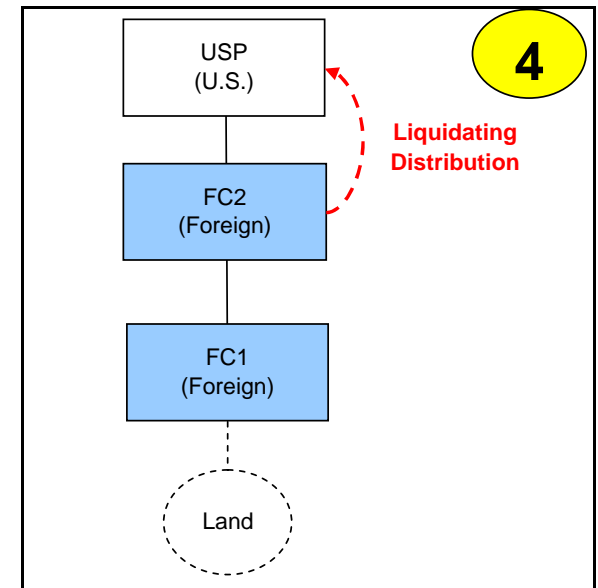 4
USP
(U.S.)
Liquidating
Distribution
FC2
(Foreign)
FC1
(Foreign)
Land